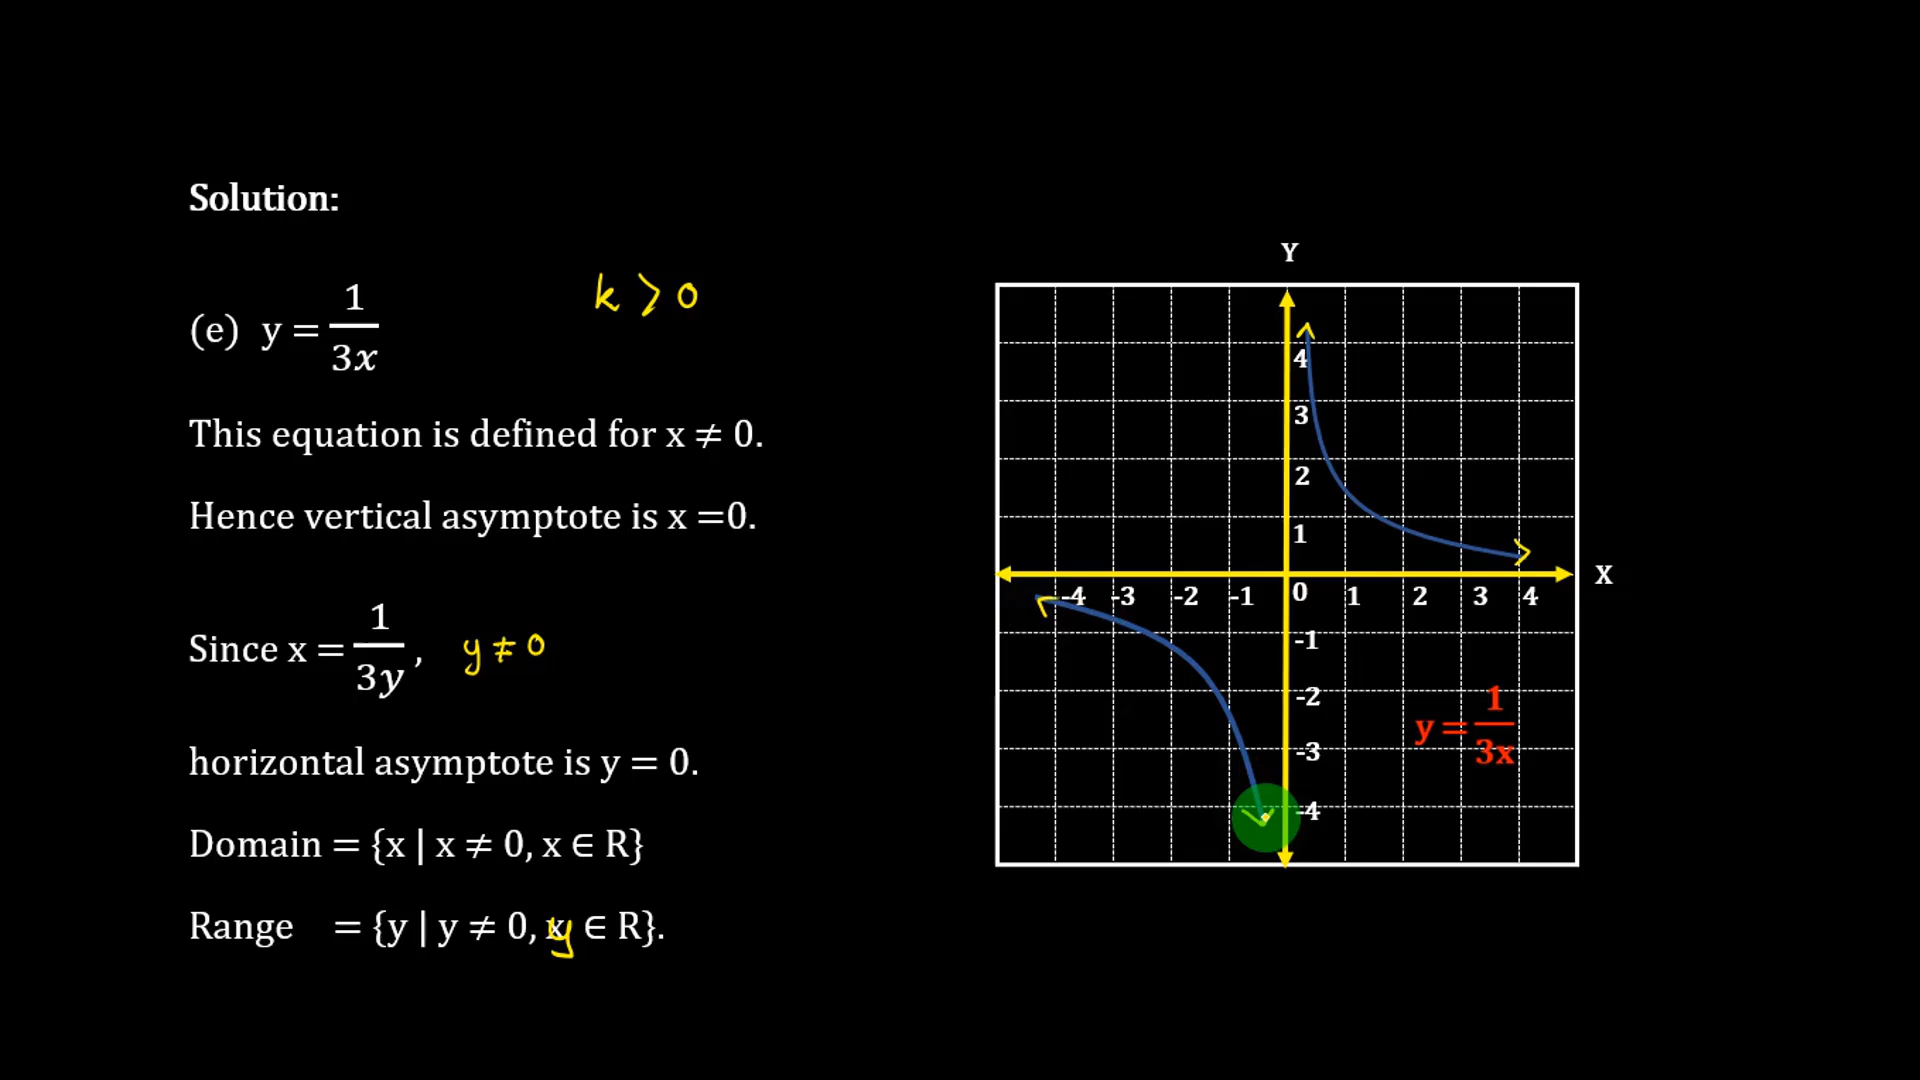 Solution:
(e) y = 1/3x
k > 0
This equation is defined for x ≠ 0.
Hence vertical asymptote is x =0.
Since x = 1/3y , y ≠ 0
horizontal asymptote is y = 0.
Domain = {x | x ≠ 0, x ∈ R}
Range = {y | y ≠ 0, y ∈ R}.
Y
4
3
2
1
X
-4 -3 -2 -1 0 1 2 3 4
-1
-2
-3
-4
y = 1/3x